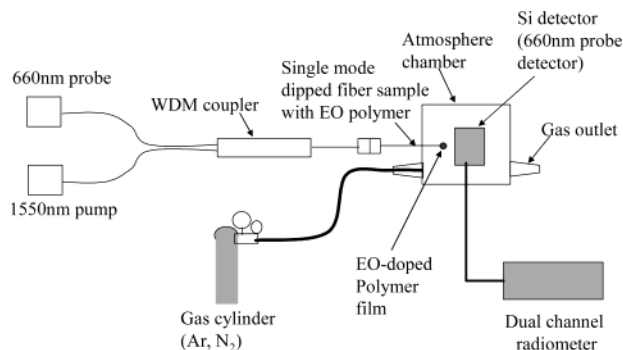 660nm probe
1550nm pump
WDM coupler
Single mode
dipped fiber sample
with EO polymer
Atmosphere
chamber
Si detector
(660nm probe
detector)
Gas outlet
EO-doped
Polymer
film
Gas cylinder
(Ar, N₂)
Dual channel
radiometer